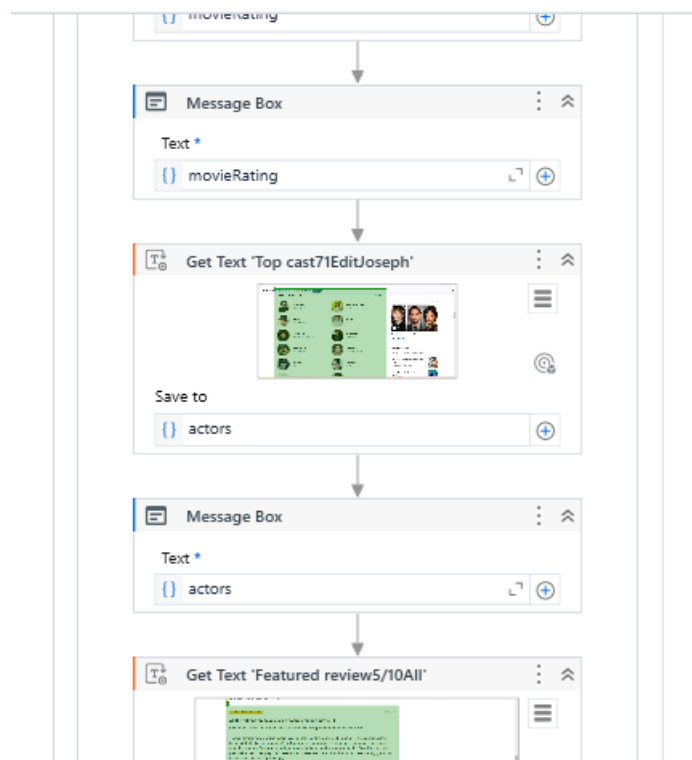 {} movieRating
Message Box
Text *
{} movieRating
Get Text 'Top cast71EditJoseph'
Save to
{} actors
Message Box
Text *
{} actors
Get Text 'Featured review5/10All'